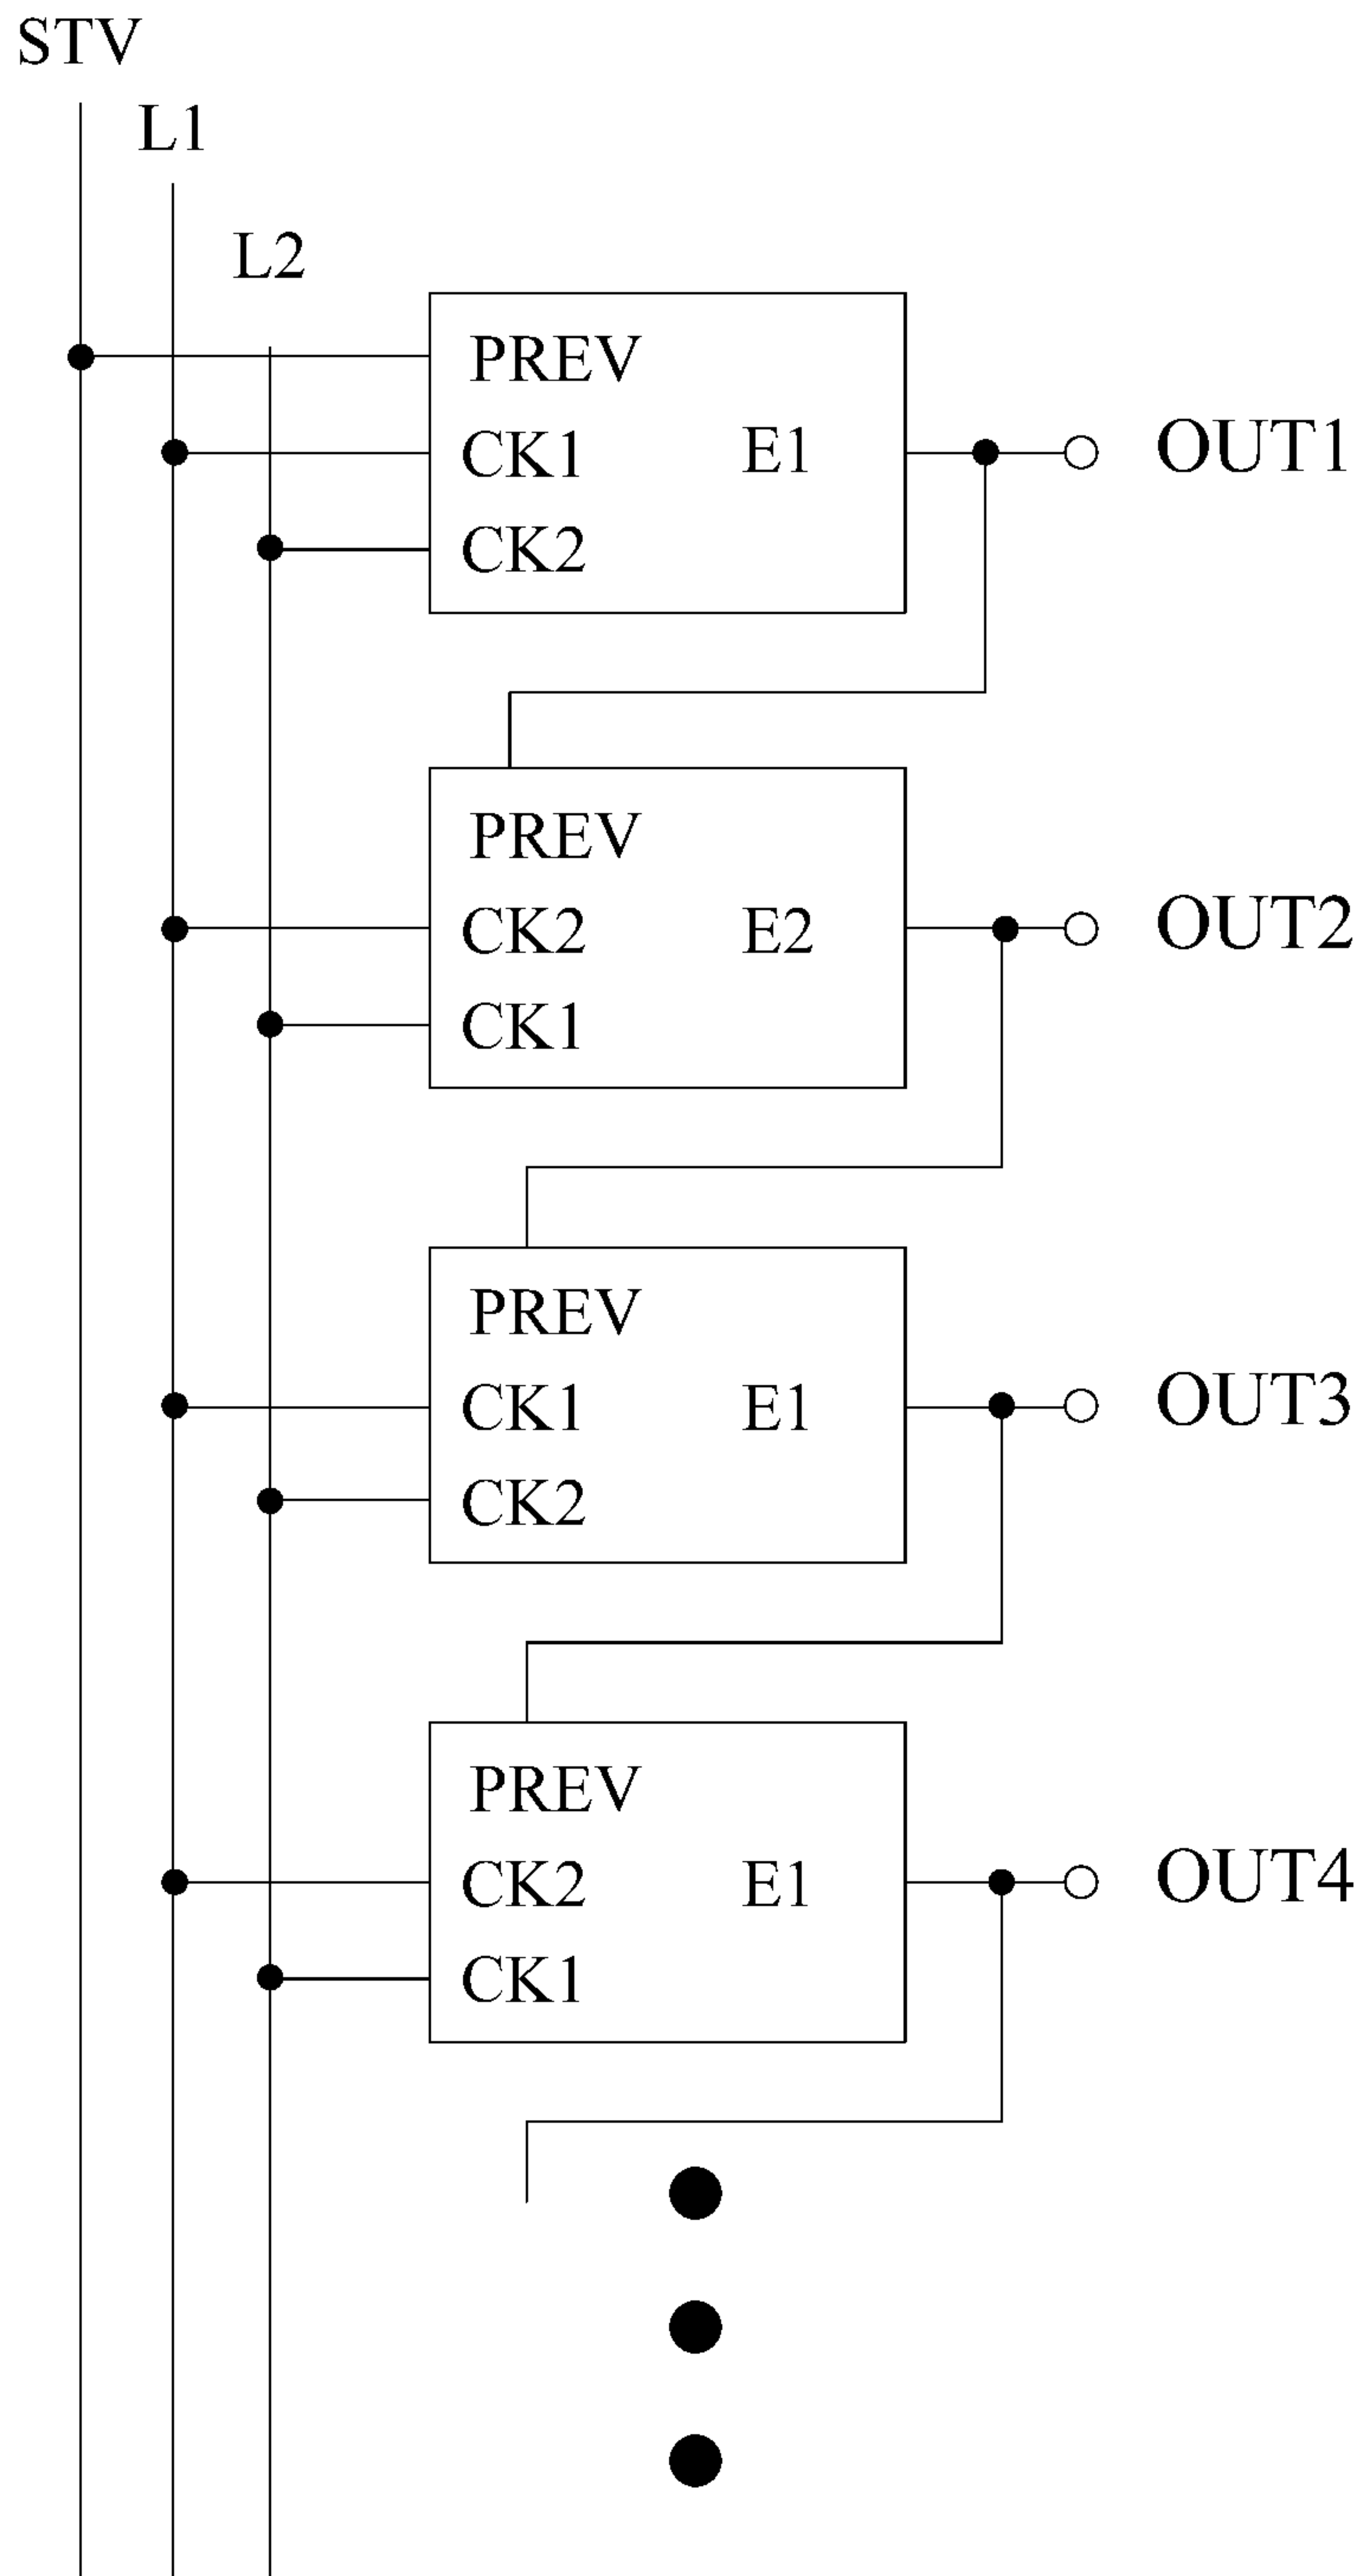 STV
L1
L2
PREV
CK1 E1 OUT1
CK2
PREV
CK2 E2 OUT2
CK1
PREV
CK1 E1 OUT3
CK2
PREV
CK2 E1 OUT4
CK1